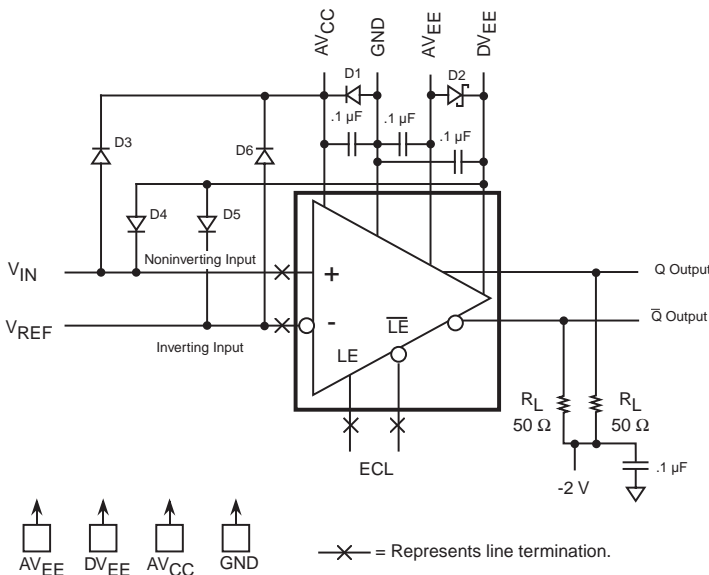 AVCC GND AVEE DVEE
D1 D2
.1 µF .1 µF .1 µF
D3 D6
D4 D5
VIN Noninverting Input + Q Output
VREF Inverting Input - LE Q̅ Output
LE
RL RL
50 Ω 50 Ω
.1 µF
ECL -2 V
AVEE DVEE AVCC GND
= Represents line termination.